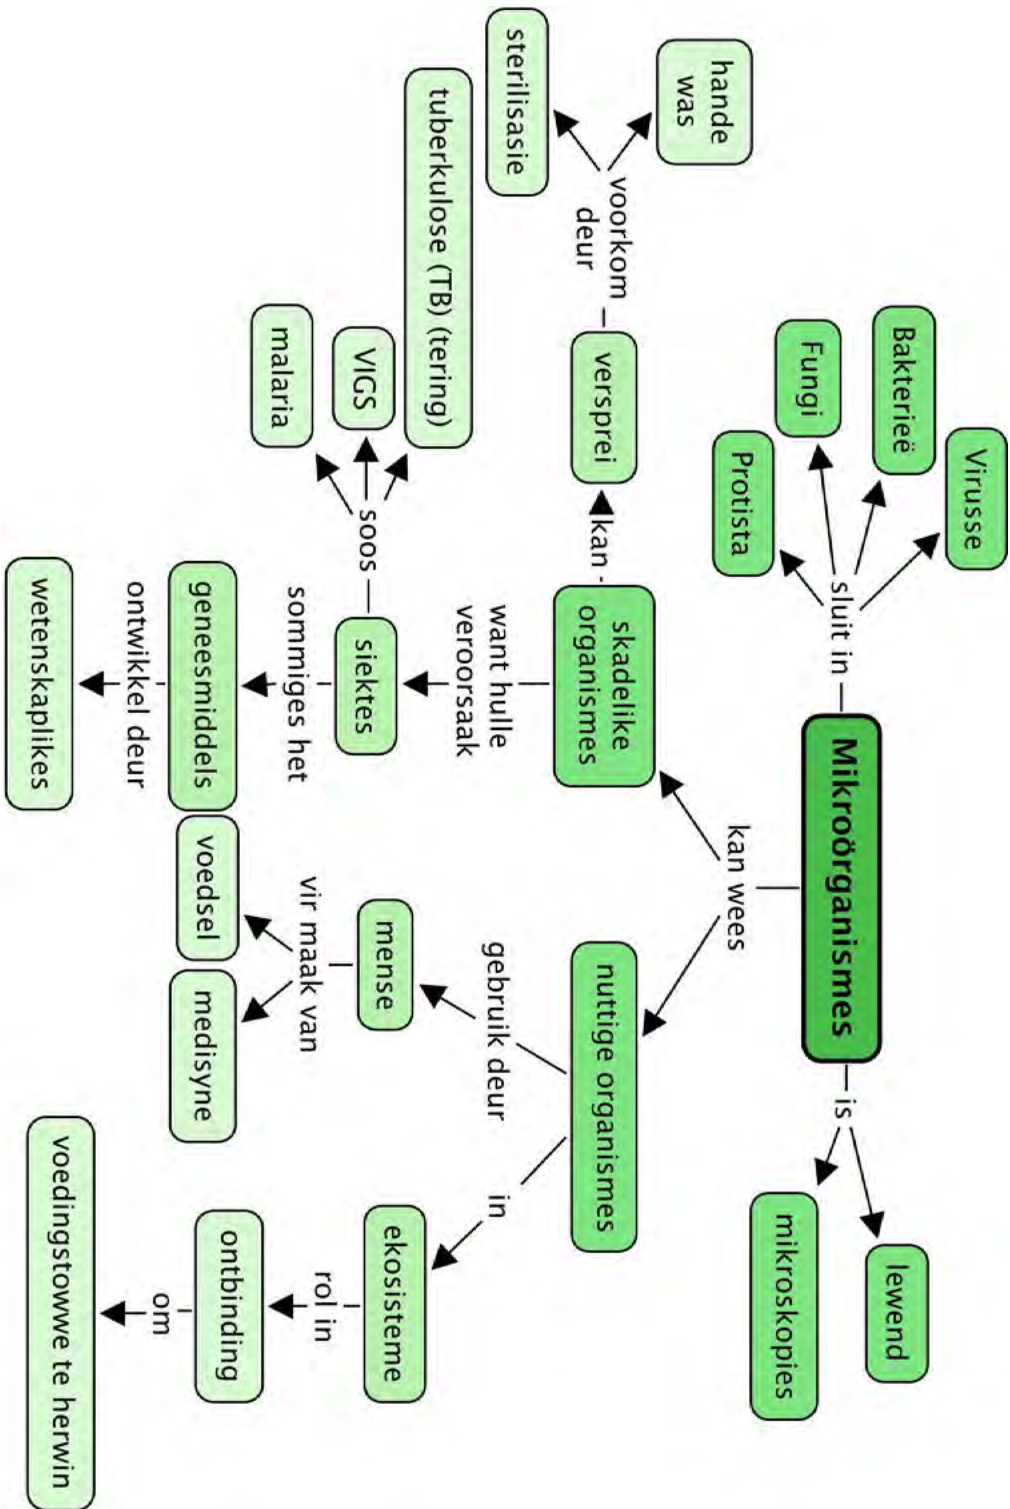 Mikroörganismes
sluit in
Virusse
Bakterieë
Fungi
Protista
is
lewend
mikroskopies
kan wees
skadelike
organismes
kan
versprei
voorkom
deur
hande
was
sterilisasie
want hulle
veroorsaak
siektes
soos
tuberkulose (TB) (tering)
VIGS
malaria
sommiges het
geneesmiddels
ontwikkel deur
wetenskaplikes
nuttige organismes
gebruik deur
mense
vir maak van
voedsel
medisyne
in
ekosisteme
rol in
ontbinding
om
voedingstowwe te herwin